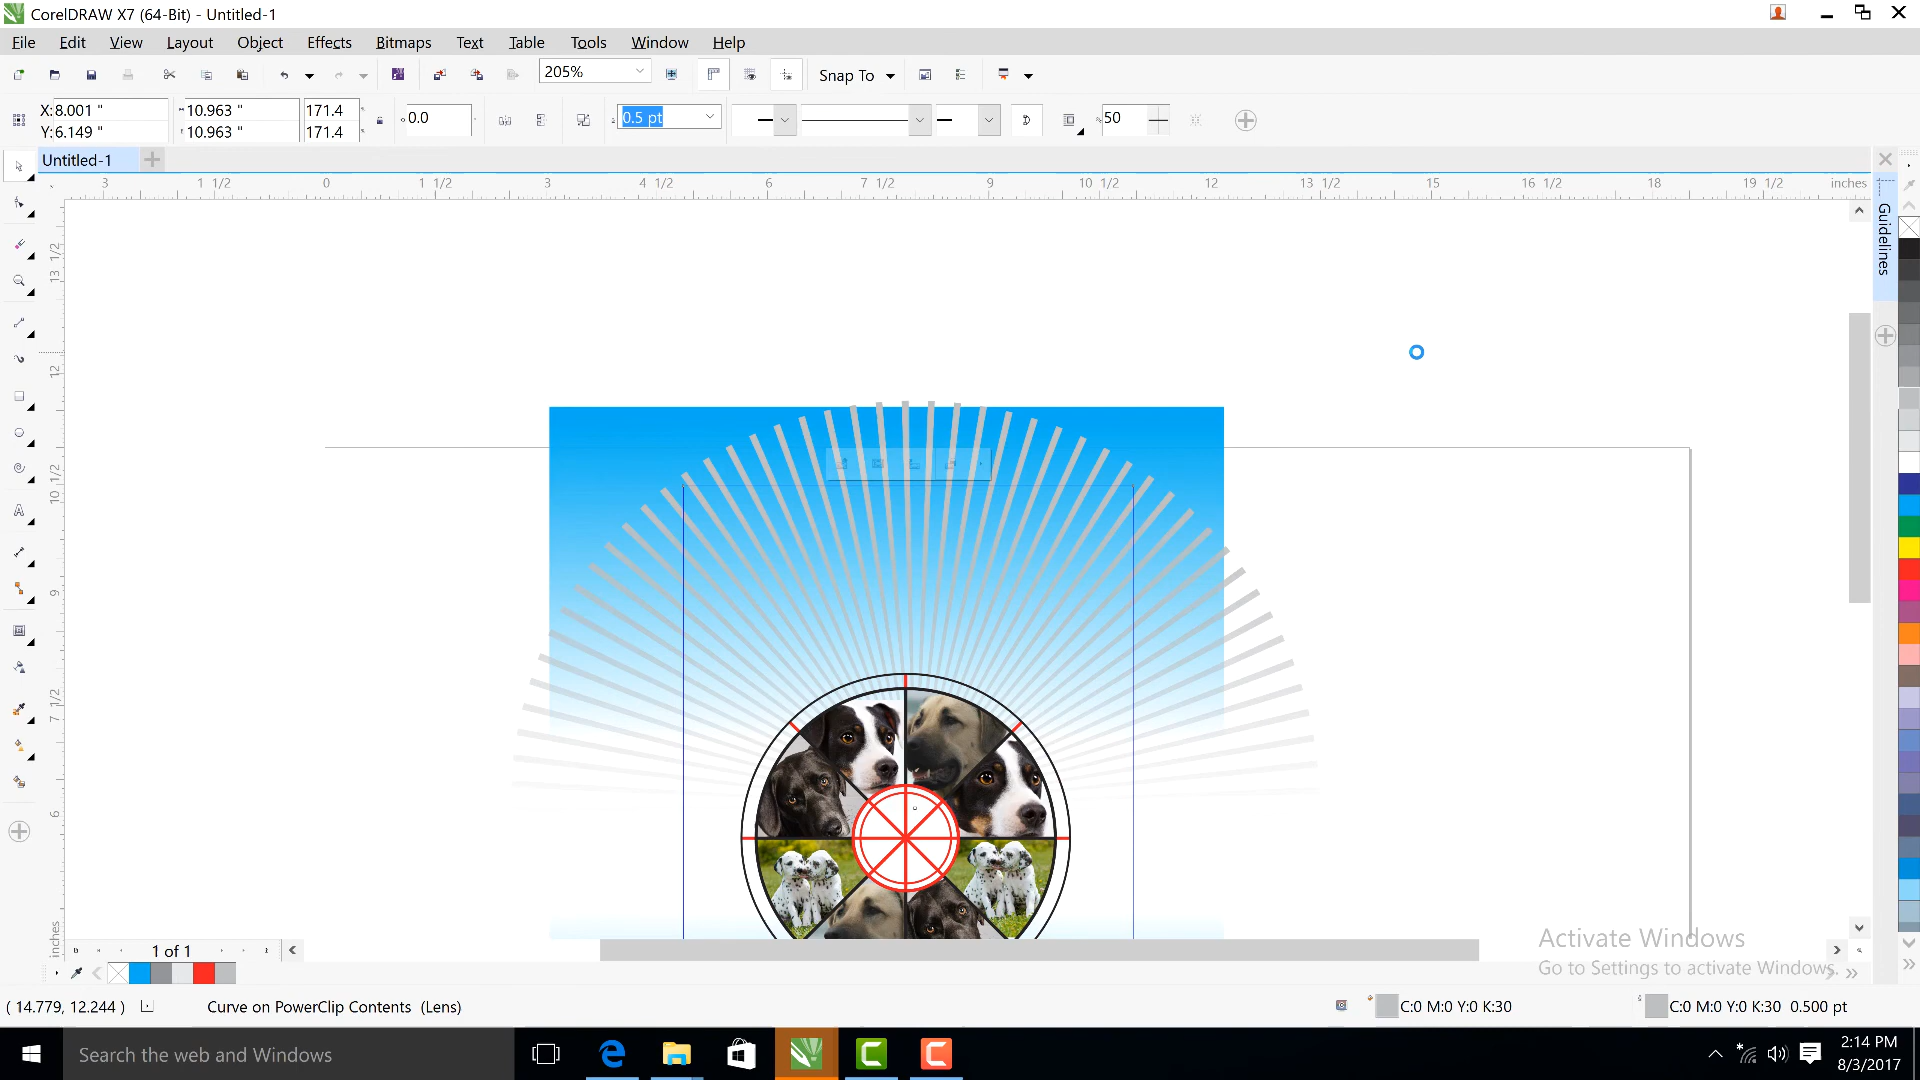 CorelDRAW X7 (64-Bit) - Untitled-1
File Edit View Layout Object Effects Bitmaps Text Table Tools Window Help
205% Snap To
X: 8.001 " 10.963 " 171.4 0.0 0.5 pt 50
Y: 6.149 " 10.963 " 171.4
Untitled-1
3 1 1/2 0 1 1/2 3 4 1/2 6 7 1/2 9 10 1/2 12 13 1/2 15 16 1/2 18 19 1/2 inches
Guidelines
13 1/2
12
10 1/2
9
7 1/2
6
inches
1 of 1
Activate Windows
Go to Settings to activate Windows.
( 14.779, 12.244 ) Curve on PowerClip Contents (Lens) C:0 M:0 Y:0 K:30 C:0 M:0 Y:0 K:30 0.500 pt
Search the web and Windows
2:14 PM
8/3/2017